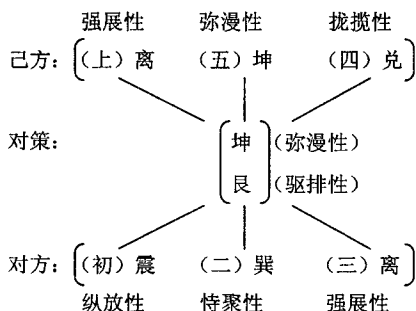 强展性 弥漫性 拢揽性
己方：（上）离 （五）坤 （四）兑
对策： 坤 （弥漫性）
艮 （驱排性）
对方：（初）震 （二）巽 （三）离
纵放性 恃聚性 强展性